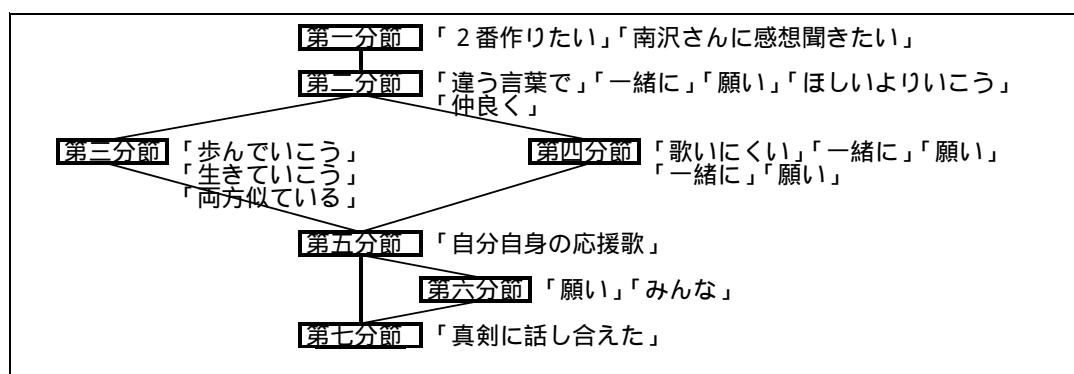 第一分節「２番作りたい」「南沢さんに感想聞きたい」
第二分節「違う言葉で」「一緒に」「願い」「ほしいよりいこう」
「仲良く」
第三分節「歩んでいこう」
「生きていこう」
「両方似ている」
第四分節「歌いにくい」「一緒に」「願い」
「一緒に」「願い」
第五分節「自分自身の応援歌」
第六分節「願い」「みんな」
第七分節「真剣に話し合えた」